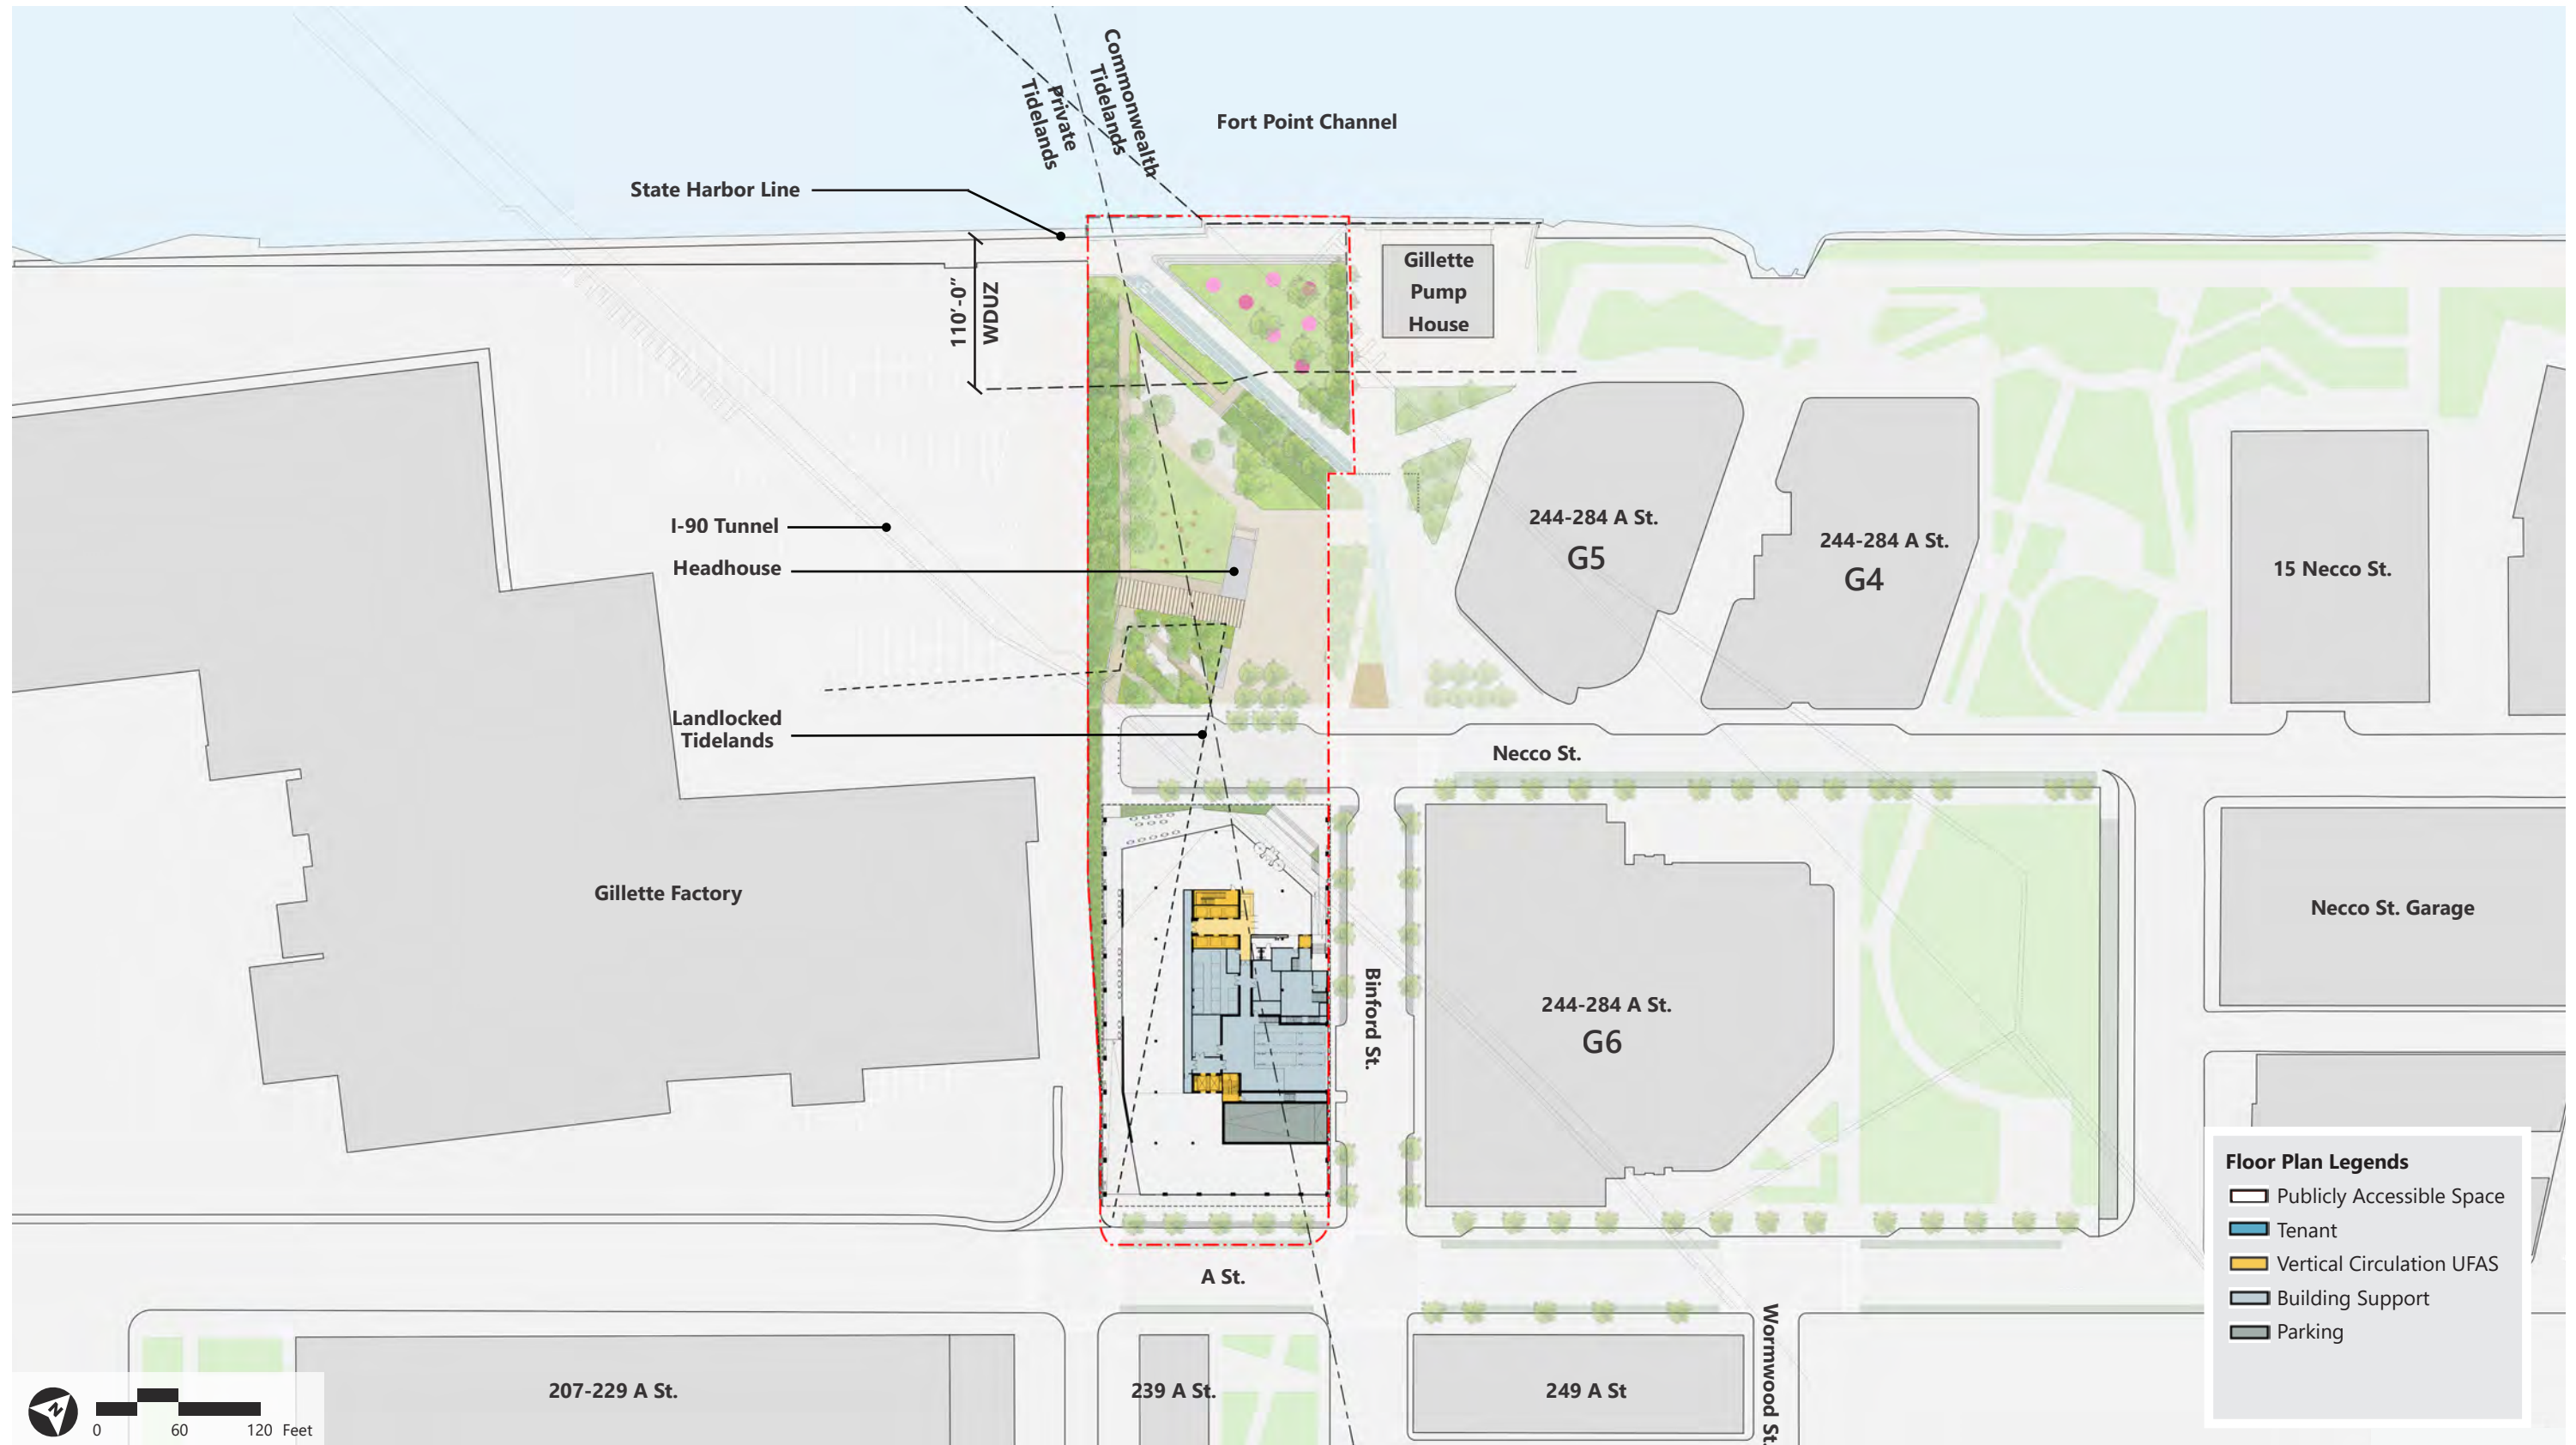 Commonwealth
Tidelands
Private
Tidelands
Fort Point Channel
State Harbor Line
110'-0"
WDUZ
Gillette
Pump
House
I-90 Tunnel
Headhouse
244-284 A St.
G5
244-284 A St.
G4
15 Necco St.
Landlocked
Tidelands
Necco St.
Gillette Factory
Necco St. Garage
Binford St.
244-284 A St.
G6
A St.
Wormwood St.
207-229 A St.
239 A St.
249 A St
N
0 60 120 Feet
Floor Plan Legends
Publicly Accessible Space
Tenant
Vertical Circulation UFAS
Building Support
Parking